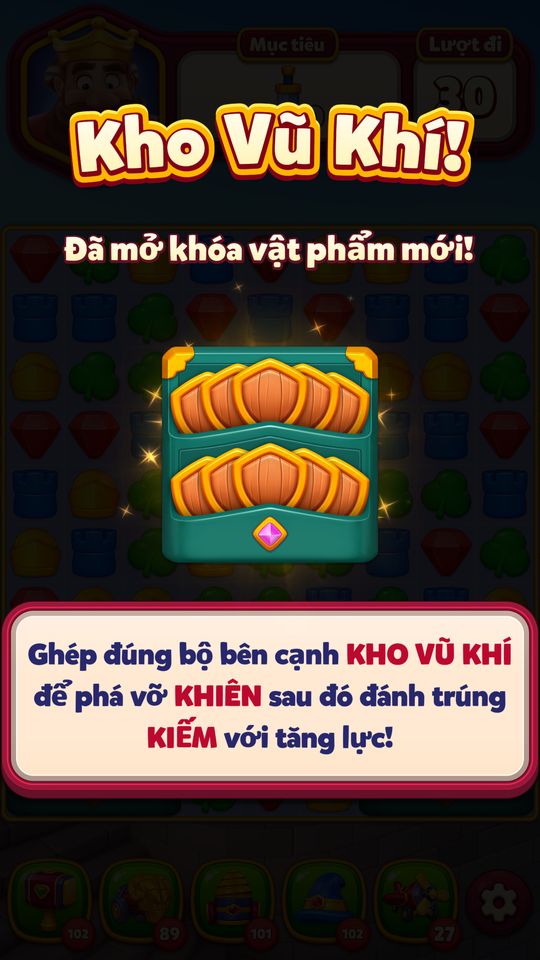 Mục tiêu
Lượt đi
30
Kho Vũ Khí!
Đã mở khóa vật phẩm mới!
Ghép đúng bộ bên cạnh KHO VŨ KHÍ
để phá vỡ KHIÊN sau đó đánh trúng
KIẾM với tăng lực!
102
89
101
102
27